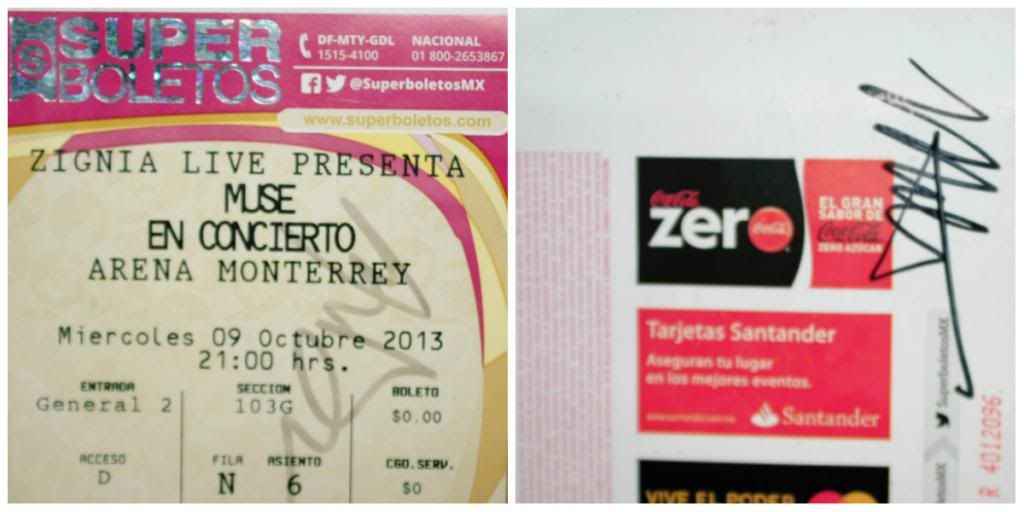 SUPER
BOLETOS
DF-MTY-GDL NACIONAL
1515-4100 01 800-2653867
@SuperboletosMX
www.superboletos.com
ZIGNIA LIVE PRESENTA
MUSE
EN CONCIERTO
ARENA MONTERREY
Miercoles 09 Octubre 2013
21:00 hrs.
ENTRADA SECCION BOLETO
General 2 103G $0.00
ACCESO FILA ASIENTO CGO.SERV.
D N 6 $0
Coca-Cola
zero
Coca-Cola
EL GRAN
SABOR DE
Coca-Cola
ZERO AZÚCAR
Tarjetas Santander
Aseguran tu lugar
en los mejores eventos.
Santander
VIVE EL PODER
SuperboletosMX
R 4012096